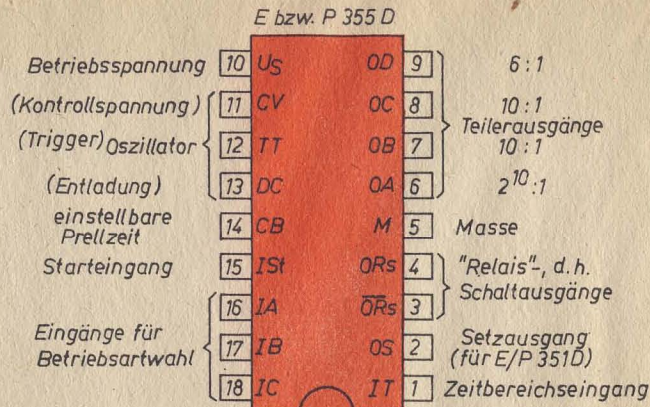 E bzw. P 355 D
Betriebsspannung 10 US OD 9 6:1
(Kontrollspannung) 11 CV OC 8 10:1
Teilerausgänge
(Trigger) Oszillator 12 TT OB 7 10:1
(Entladung) 13 DC OA 6 2¹⁰:1
einstellbare
Prellzeit 14 CB M 5 Masse
Starteingang 15 ISt ORs 4 "Relais"-, d.h.
Schaltausgänge
16 IA O̅R̅s 3
Eingänge für
Betriebsartwahl
17 IB OS 2 Setzausgang
(für E/P 351D)
18 IC IT 1 Zeitbereichseingang